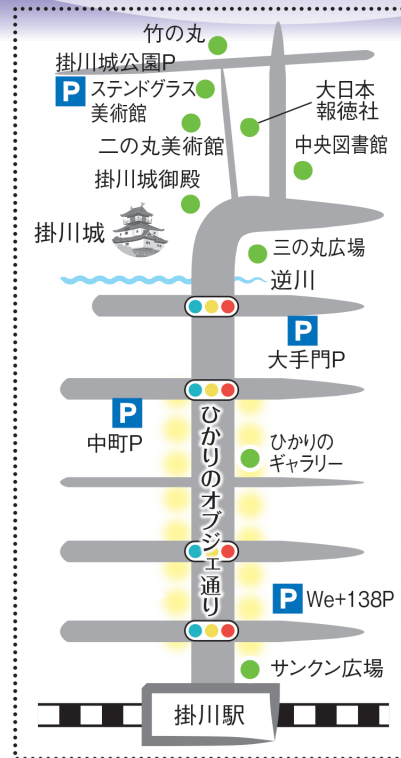 竹の丸
掛川城公園P
P
ステンドグラス
美術館
大日本
報徳社
二の丸美術館
中央図書館
掛川城御殿
掛川城
三の丸広場
逆川
P
大手門P
P
中町P
ひかりのオブジェ通り
ひかりの
ギャラリー
P We+138P
サンクン広場
掛川駅